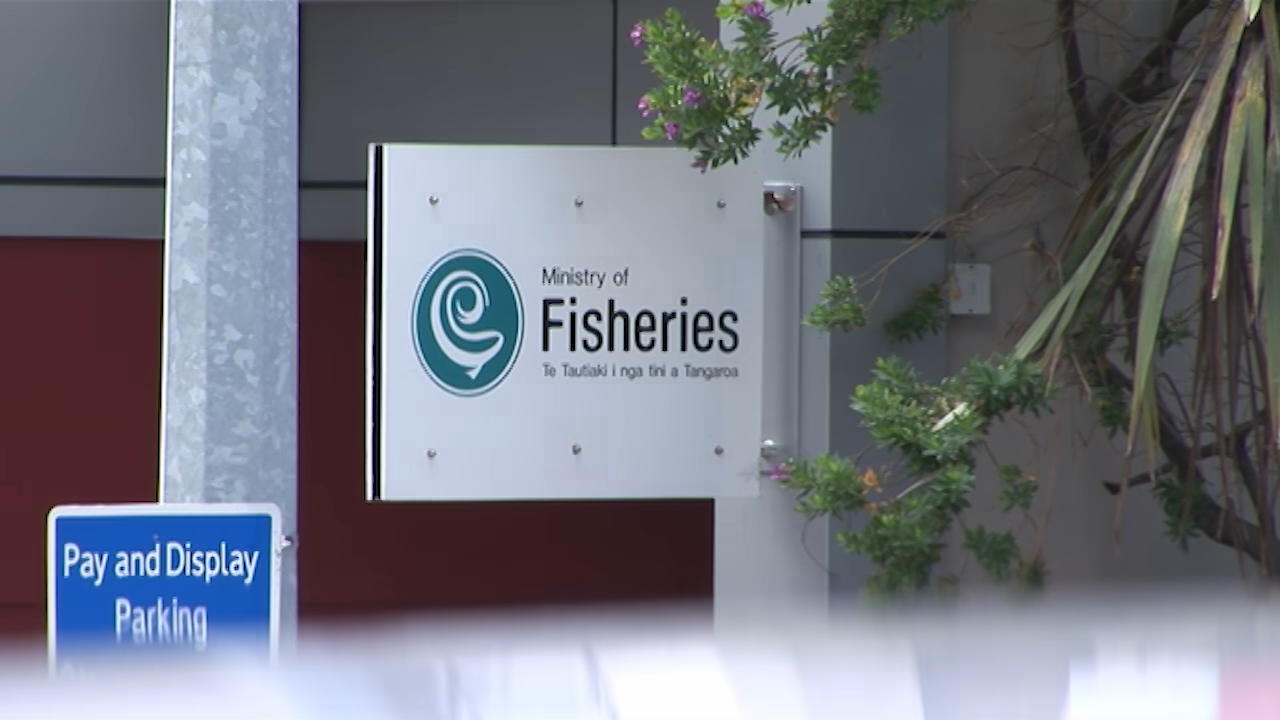 Ministry of
Fisheries
Te Tautiaki i nga tini a Tangaroa
Pay and Display
Parking